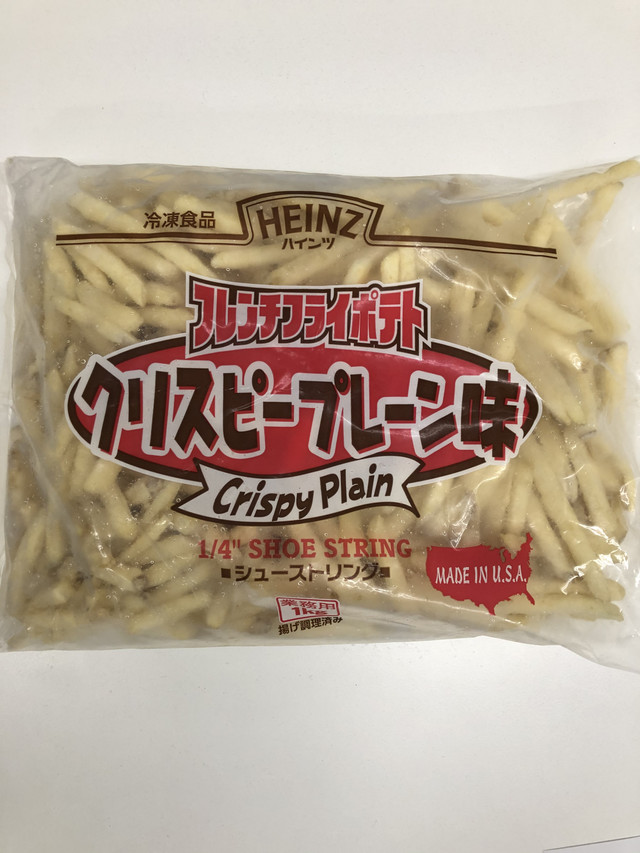 冷凍食品
HEINZ
ハインツ
フレンチフライポテト
クリスピープレーン味
Crispy Plain
1/4" SHOE STRING
■シューストリング■
MADE IN U.S.A.
業務用
1kg
揚げ調理済み